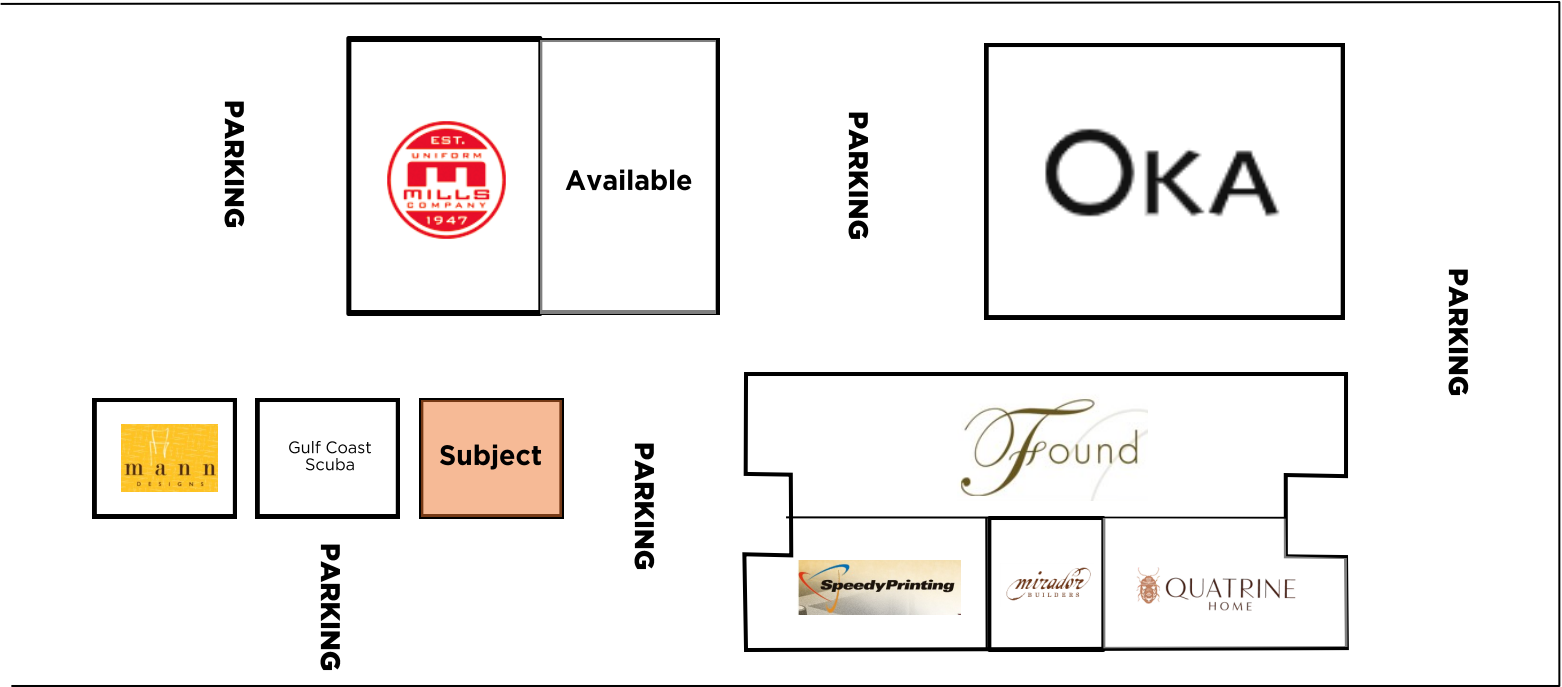 PARKING
EST.
UNIFORM
MILLS
COMPANY
1947
Available
PARKING
OKA
PARKING
mann
DESIGNS
Gulf Coast
Scuba
Subject
PARKING
PARKING
Found
SpeedyPrinting
mirador
BUILDERS
QUATRINE
HOME